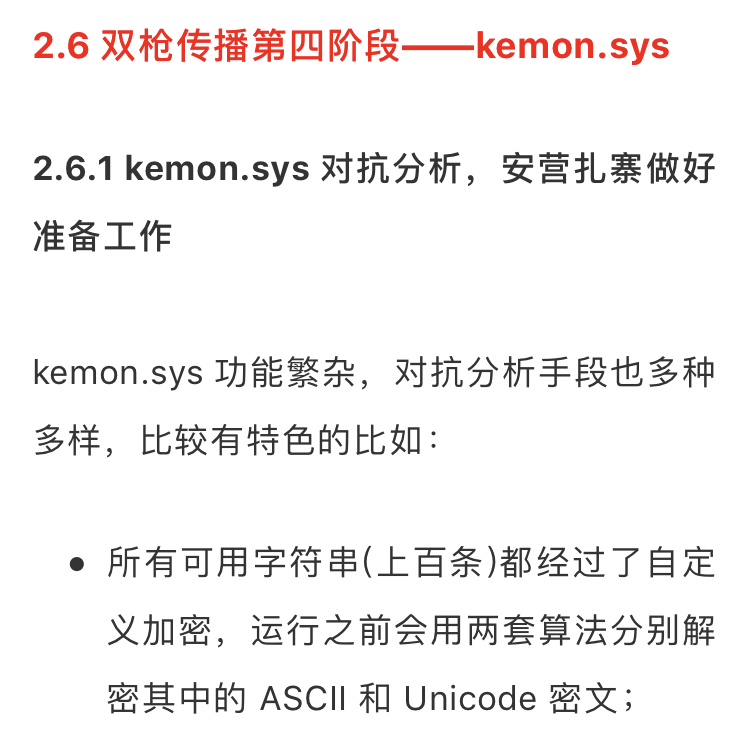 2.6 双枪传播第四阶段——kemon.sys
2.6.1 kemon.sys 对抗分析，安营扎寨做好
准备工作
kemon.sys 功能繁杂，对抗分析手段也多种
多样，比较有特色的比如：
● 所有可用字符串(上百条)都经过了自定
义加密，运行之前会用两套算法分别解
密其中的 ASCII 和 Unicode 密文；